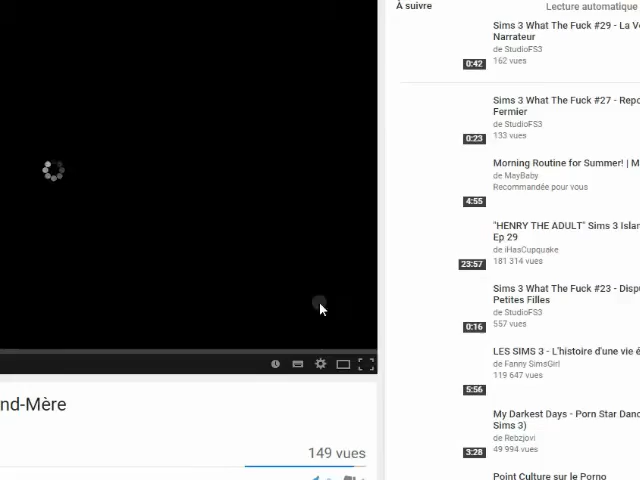 À suivre
Lecture automatique
Sims 3 What The Fuck #29 - La
Narrateur
de StudioFS3
162 vues
0:42
Sims 3 What The Fuck #27 -
Fermier
de StudioFS3
133 vues
0:23
Morning Routine for Summer! |
de MayBaby
Recommandée pour vous
4:55
"HENRY THE ADULT" Sims 3
Ep 29
de iHasCupquake
181 314 vues
23:57
Sims 3 What The Fuck #23 -
Petites Filles
de StudioFS3
557 vues
0:16
LES SIMS 3 - L'histoire d'une vie
de Fanny SimsGirl
119 647 vues
5:56
My Darkest Days - Porn Star
Sims 3)
de Rebzjovi
49 994 vues
3:28
Point Culture sur le Porno
nd-Mère
149 vues